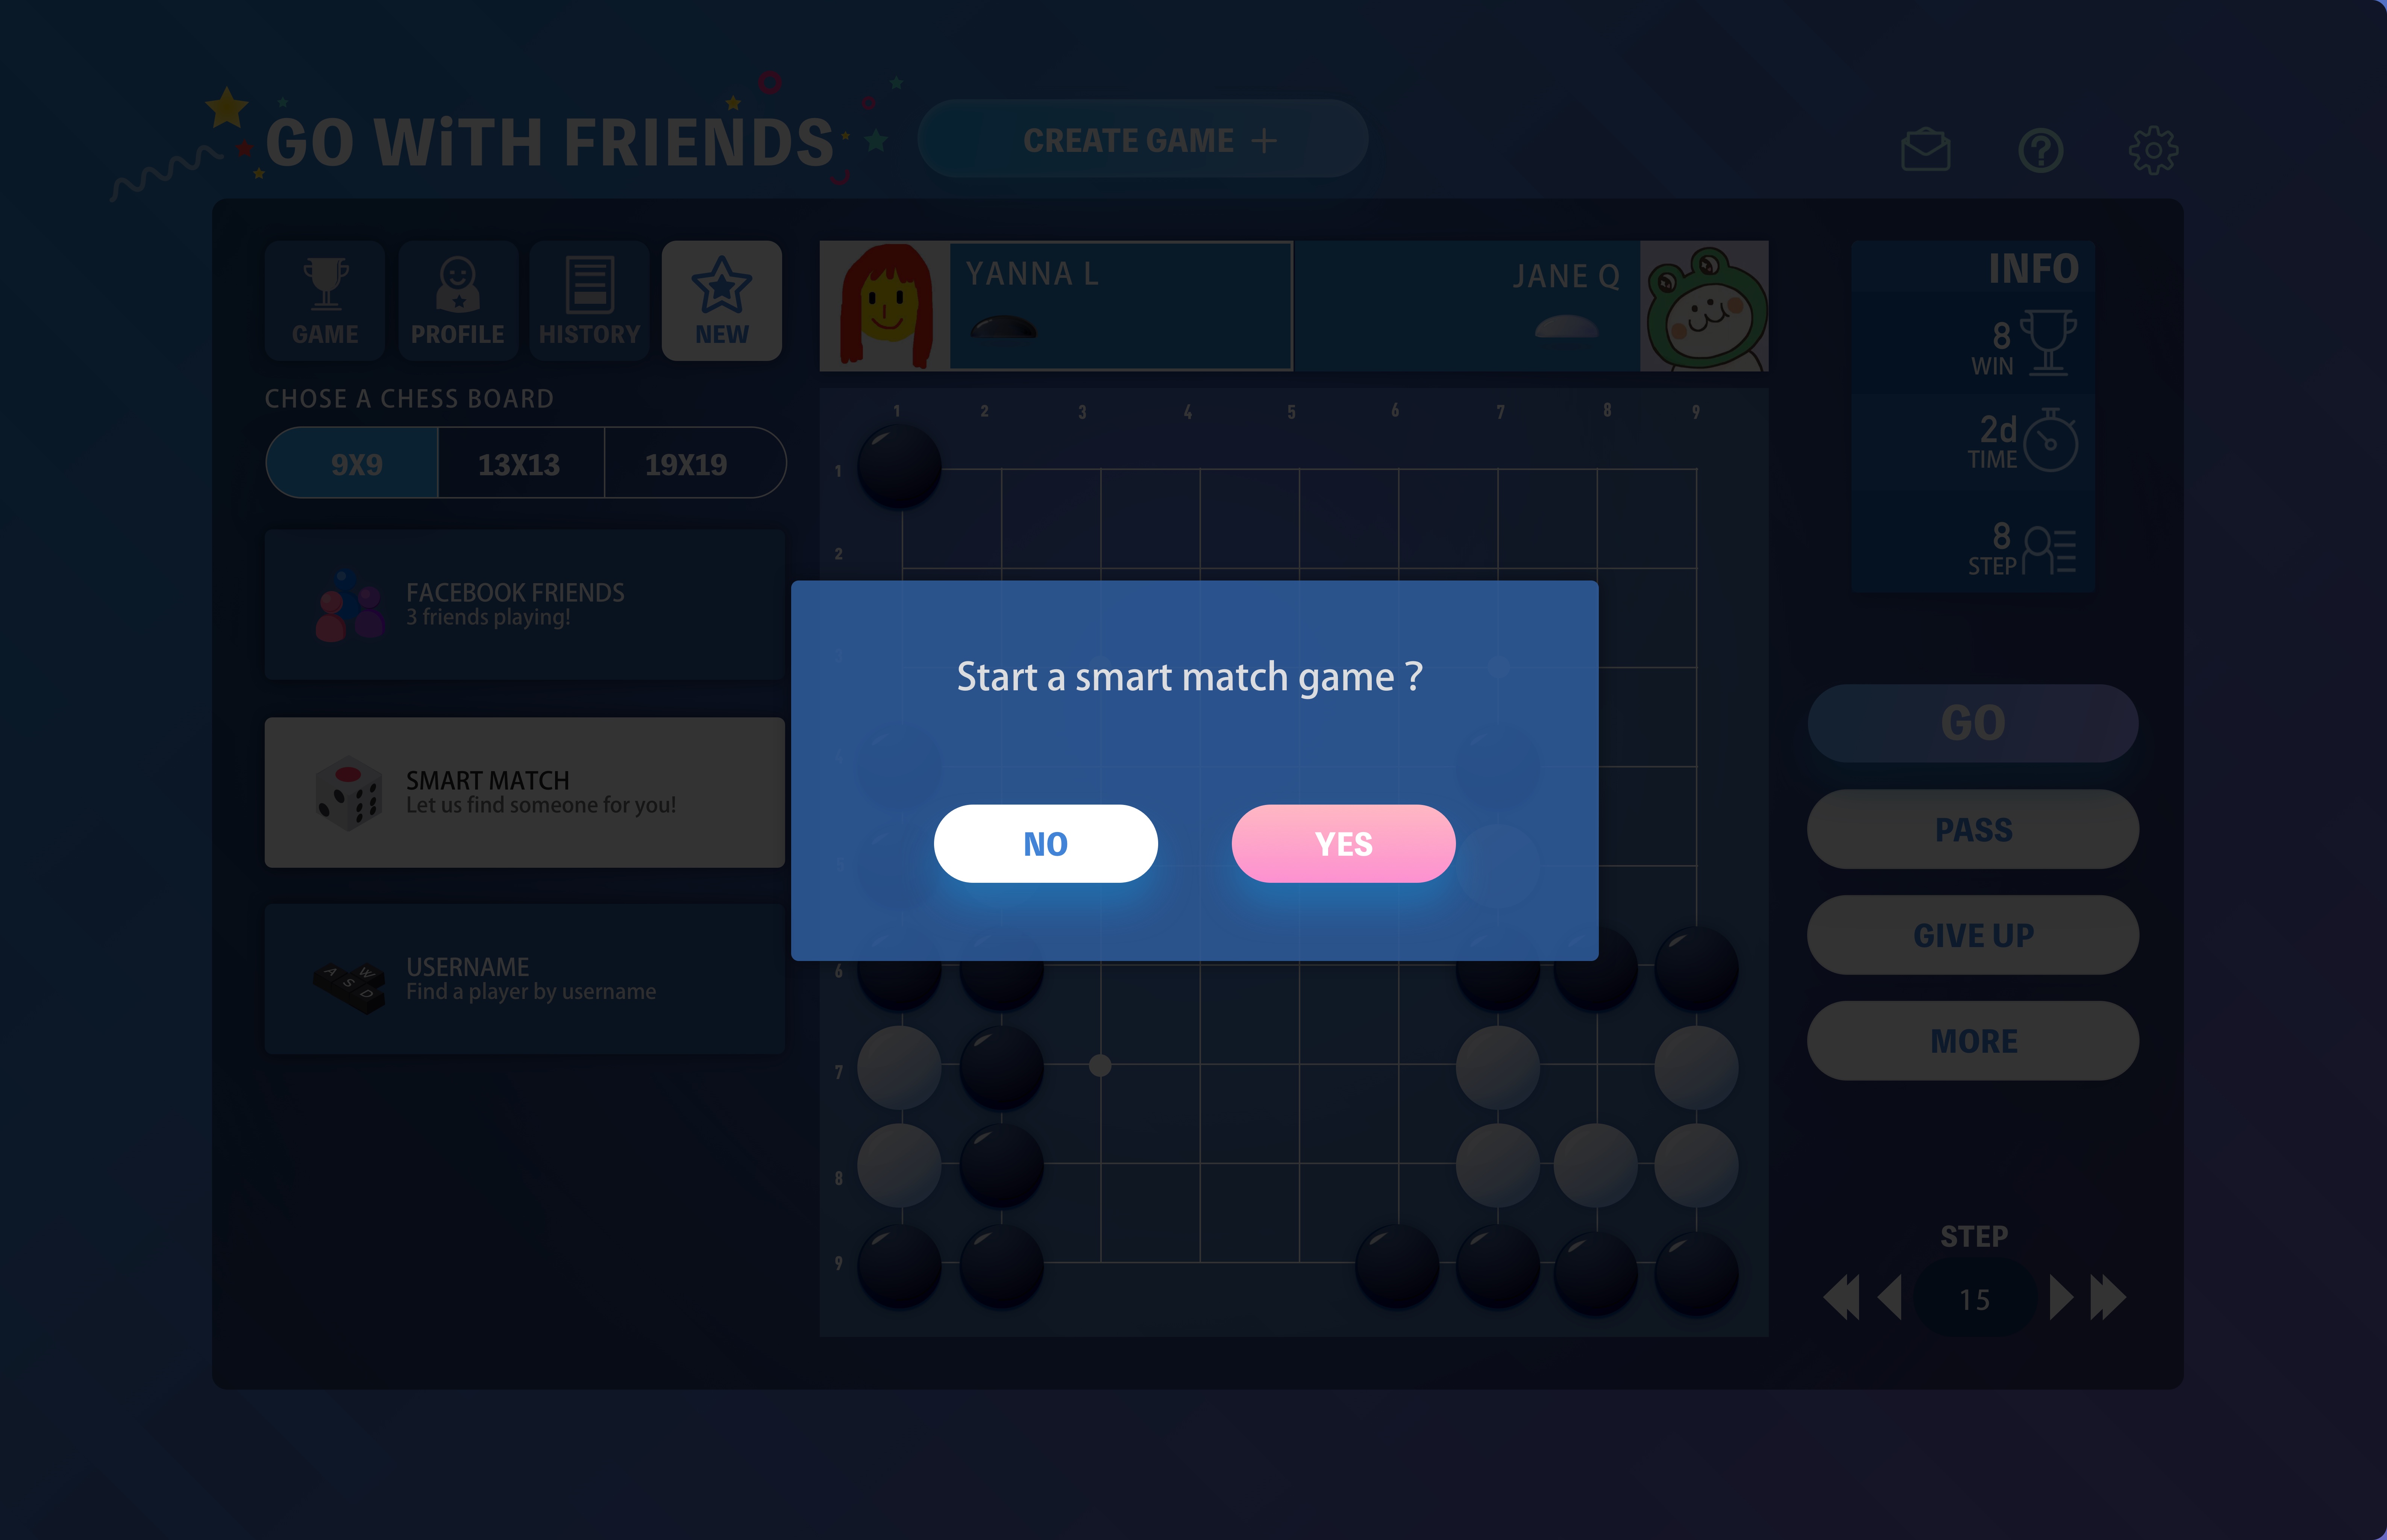 GO WiTH FRIENDS
CREATE GAME +
GAME
PROFILE
HISTORY
NEW
CHOSE A CHESS BOARD
9X9
13X13
19X19
FACEBOOK FRIENDS
3 friends playing!
SMART MATCH
Let us find someone for you!
A W S D
USERNAME
Find a player by username
YANNA L
JANE Q
1 2 3 4 5 6 7 8 9
1
2
3
4
5
6
7
8
9
Start a smart match game ?
NO
YES
INFO
8
WIN
2d
TIME
8
STEP
GO
PASS
GIVE UP
MORE
STEP
15